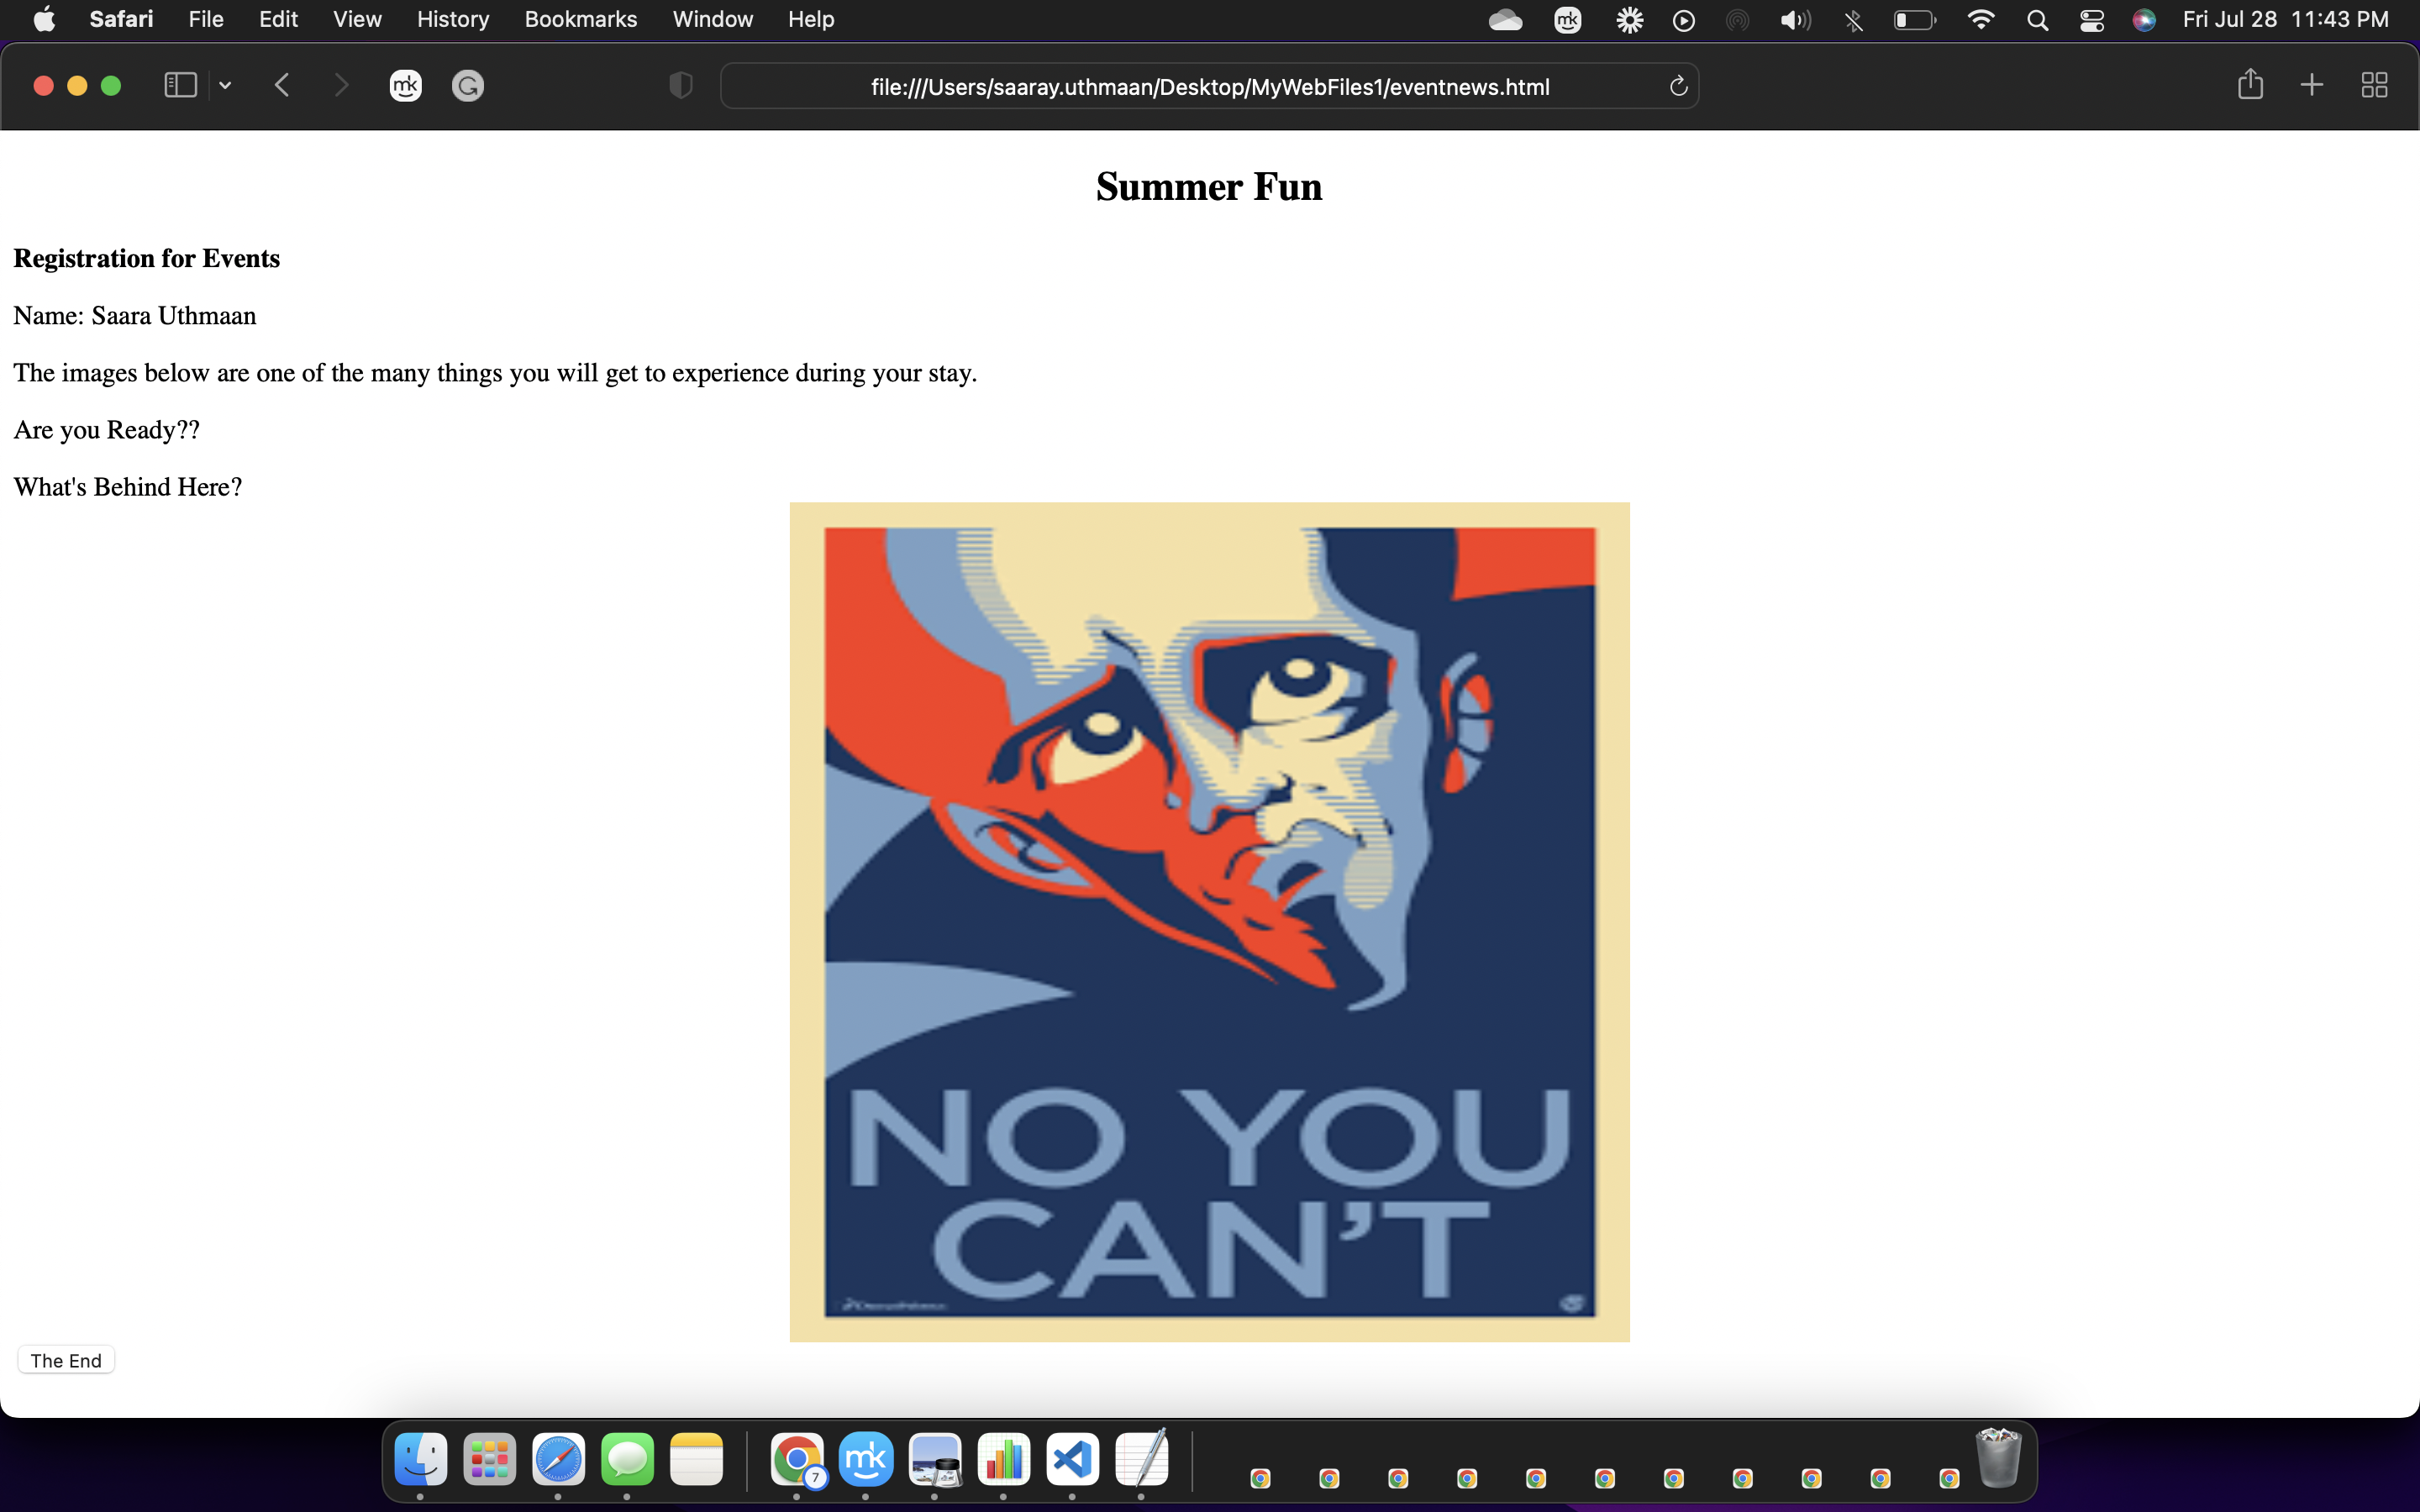 Safari File Edit View History Bookmarks Window Help mk Fri Jul 28 11:43 PM
mk G file:///Users/saaray.uthmaan/Desktop/MyWebFiles1/eventnews.html
Summer Fun
Registration for Events
Name: Saara Uthmaan
The images below are one of the many things you will get to experience during your stay.
Are you Ready??
What's Behind Here?
NO YOU
CAN'T
The End
7 mk